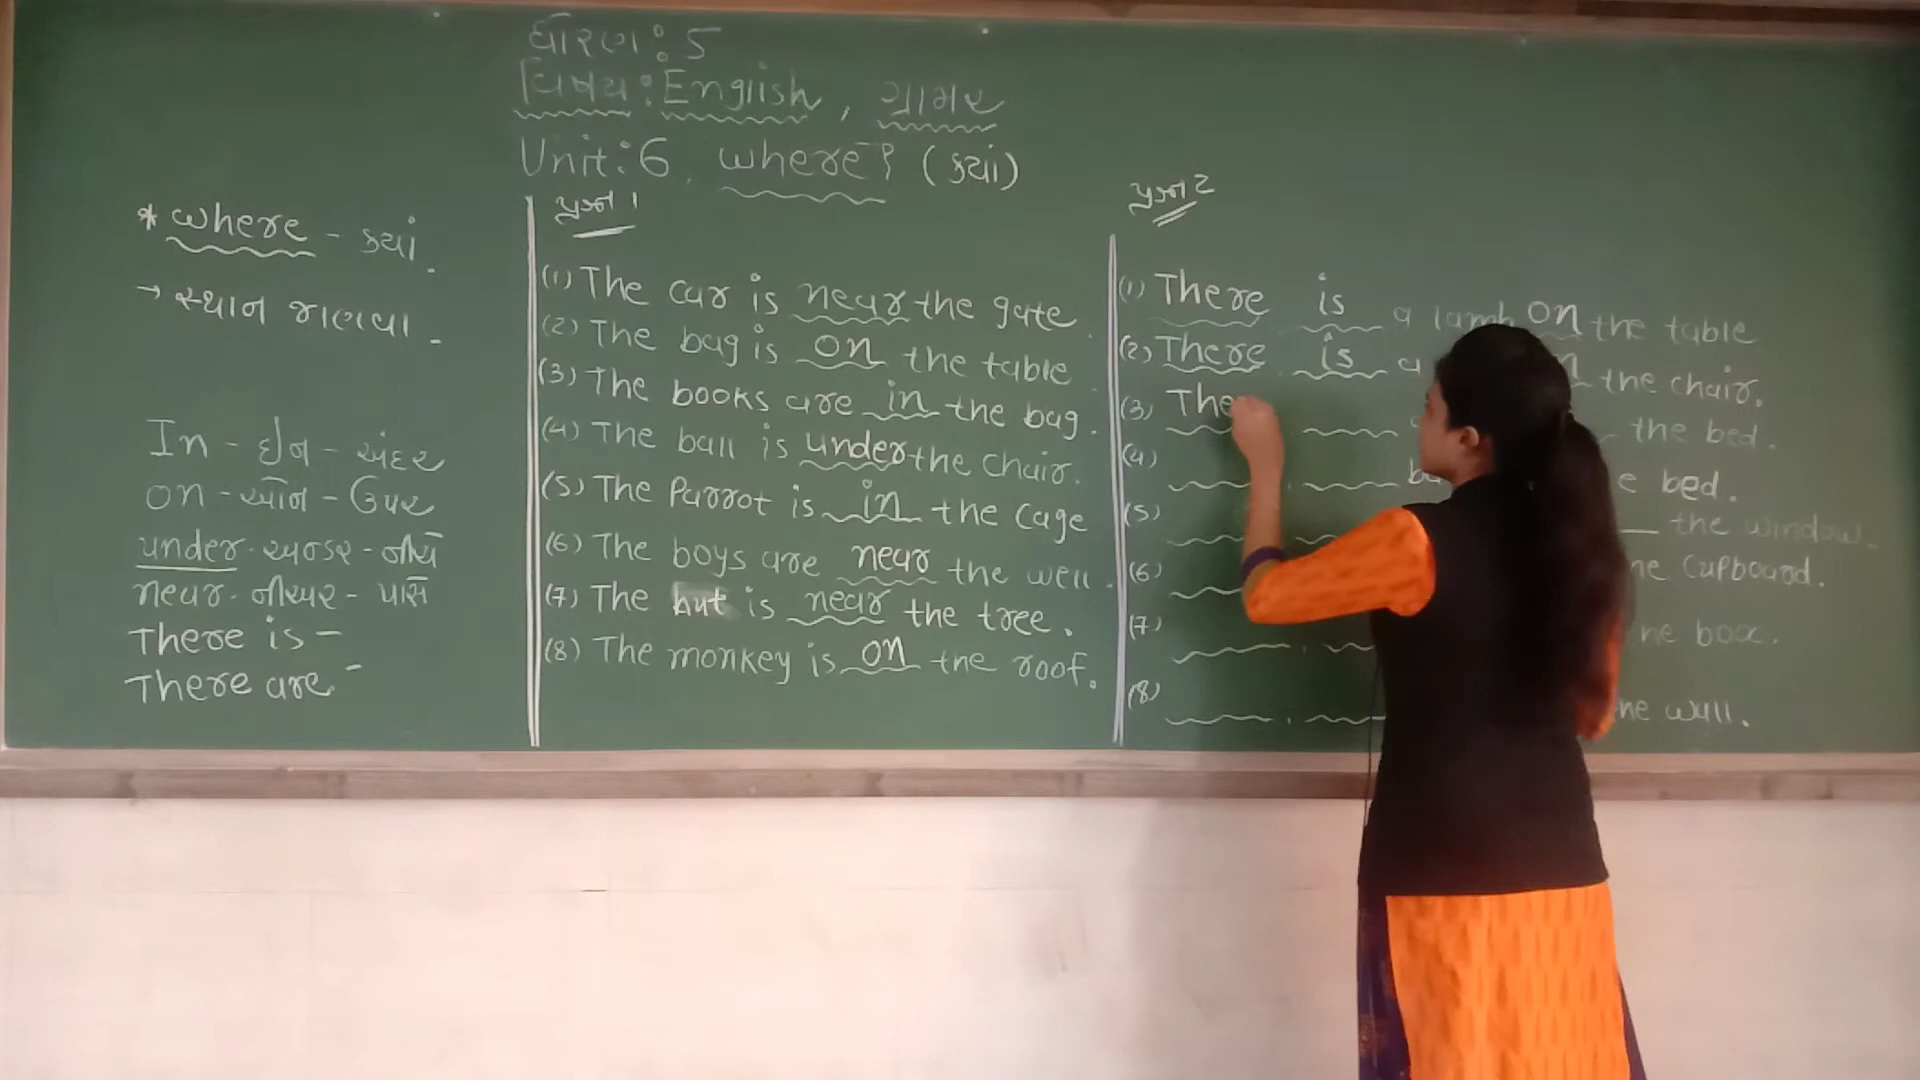 ધોરણ : 5
વિષય : English , ગ્રામર
Unit : 6. where? (ક્યાં)
* where - ક્યાં.
→ સ્થાન જાણવા.
In - ઈન - અંદર
on - ઓન - ઉપર
under - અન્ડર - નીચે
near - નીયર - પાસે
There is -
There are -
પ્રશ્ન 1
(1) The car is near the gate.
(2) The bag is on the table.
(3) The books are in the bag.
(4) The ball is under the chair.
(5) The Parrot is in the cage
(6) The boys are near the well.
(7) The hut is near the tree.
(8) The monkey is on the roof.
પ્રશ્ન 2
(1) There is a lamp on the table
(2) There is a the chair.
(3) The the bed.
(4) bed.
(5) the window.
(6) cupboard.
(7) box.
(8) wall.